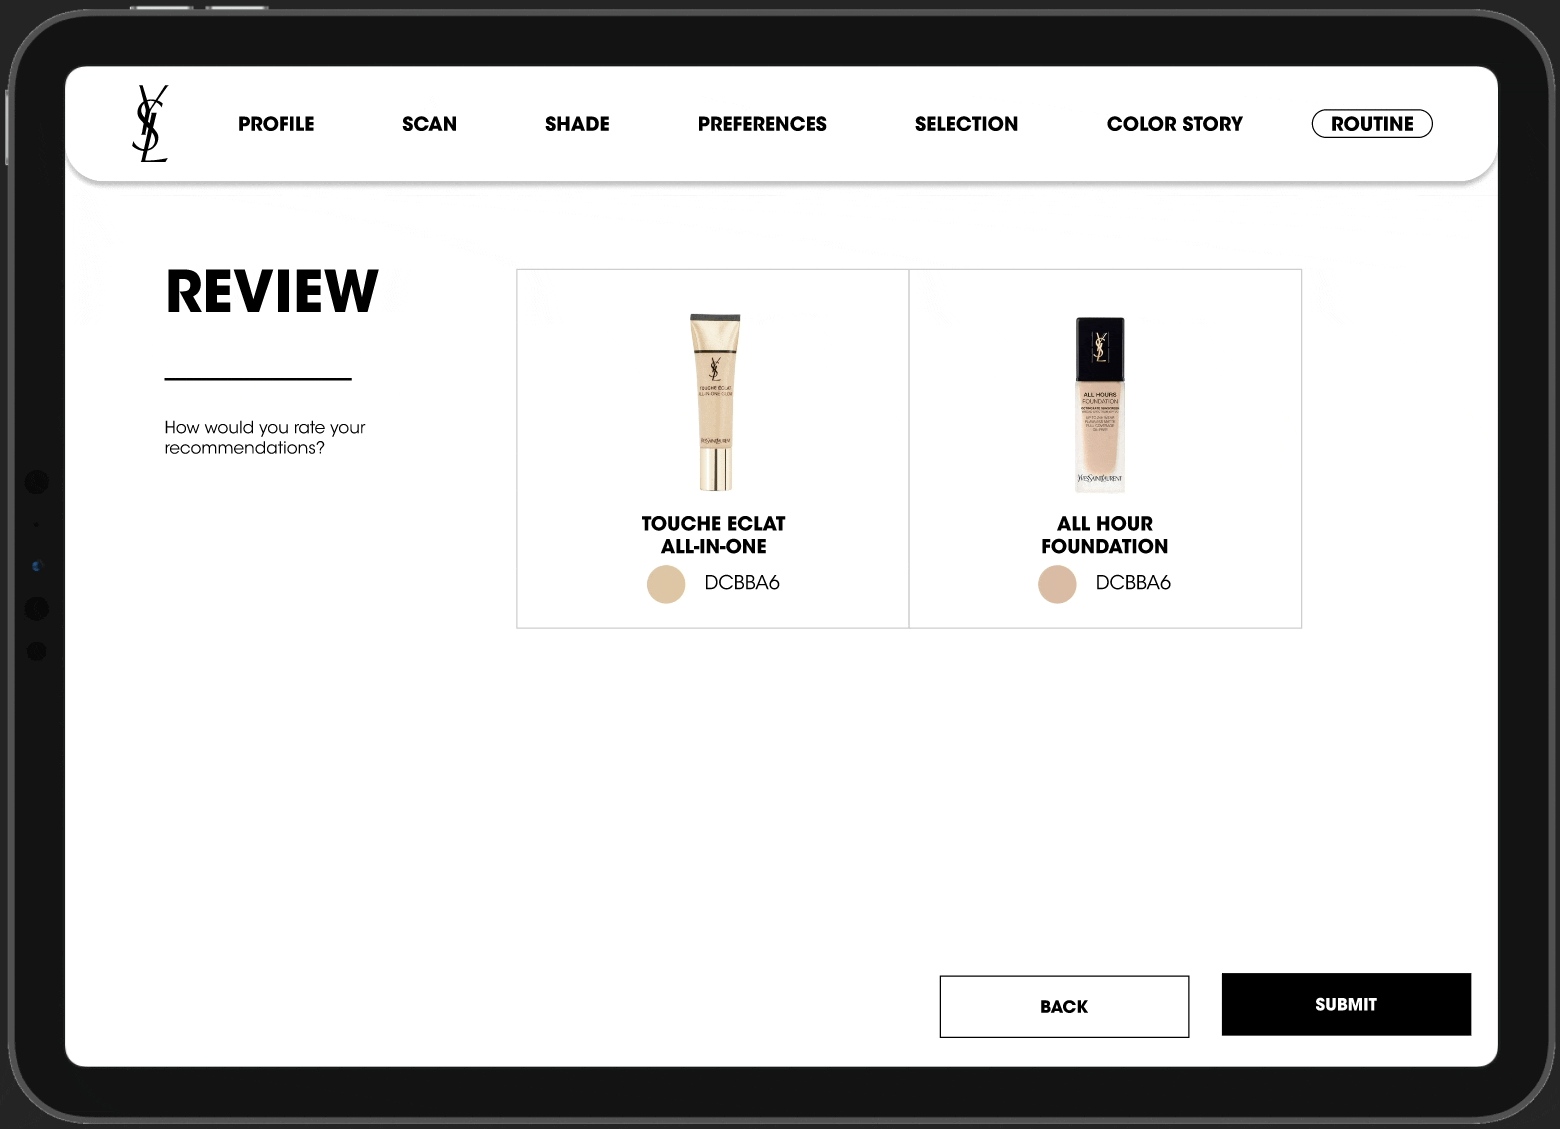 YSL
PROFILE
SCAN
SHADE
PREFERENCES
SELECTION
COLOR STORY
ROUTINE
REVIEW
How would you rate your
recommendations?
TOUCHE ECLAT
ALL-IN-ONE GLOW
YVESSAINTLAURENT
TOUCHE ECLAT
ALL-IN-ONE
DCBBA6
ALL HOURS
FOUNDATION
YVESSAINTLAURENT
ALL HOUR
FOUNDATION
DCBBA6
BACK
SUBMIT